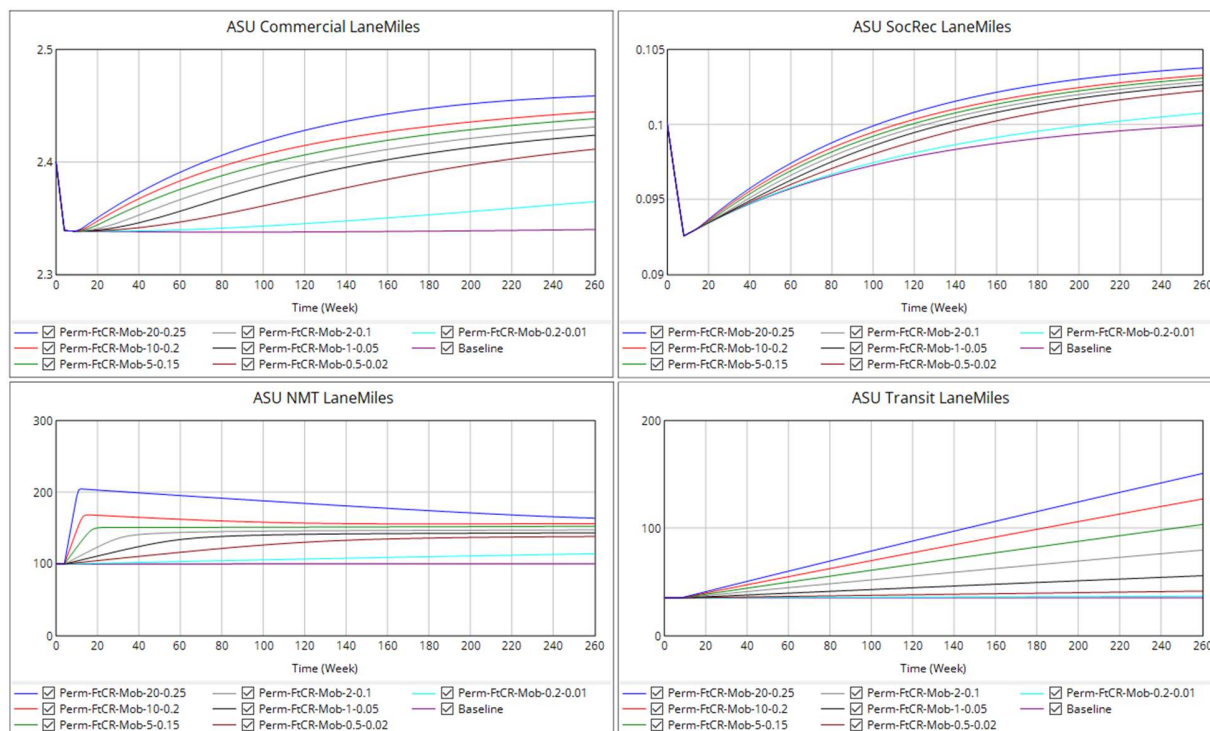 ASU Commercial LaneMiles
2.5
2.4
2.3
0 20 40 60 80 100 120 140 160 180 200 220 240 260
Time (Week)
Perm-FtCR-Mob-20-0.25 Perm-FtCR-Mob-2-0.1 Perm-FtCR-Mob-0.2-0.01
Perm-FtCR-Mob-10-0.2 Perm-FtCR-Mob-1-0.05 Baseline
Perm-FtCR-Mob-5-0.15 Perm-FtCR-Mob-0.5-0.02
ASU SocRec LaneMiles
0.105
0.1
0.095
0.09
0 20 40 60 80 100 120 140 160 180 200 220 240 260
Time (Week)
Perm-FtCR-Mob-20-0.25 Perm-FtCR-Mob-2-0.1 Perm-FtCR-Mob-0.2-0.01
Perm-FtCR-Mob-10-0.2 Perm-FtCR-Mob-1-0.05 Baseline
Perm-FtCR-Mob-5-0.15 Perm-FtCR-Mob-0.5-0.02
ASU NMT LaneMiles
300
200
100
0
0 20 40 60 80 100 120 140 160 180 200 220 240 260
Time (Week)
Perm-FtCR-Mob-20-0.25 Perm-FtCR-Mob-2-0.1 Perm-FtCR-Mob-0.2-0.01
Perm-FtCR-Mob-10-0.2 Perm-FtCR-Mob-1-0.05 Baseline
Perm-FtCR-Mob-5-0.15 Perm-FtCR-Mob-0.5-0.02
ASU Transit LaneMiles
200
100
0
0 20 40 60 80 100 120 140 160 180 200 220 240 260
Time (Week)
Perm-FtCR-Mob-20-0.25 Perm-FtCR-Mob-2-0.1 Perm-FtCR-Mob-0.2-0.01
Perm-FtCR-Mob-10-0.2 Perm-FtCR-Mob-1-0.05 Baseline
Perm-FtCR-Mob-5-0.15 Perm-FtCR-Mob-0.5-0.02